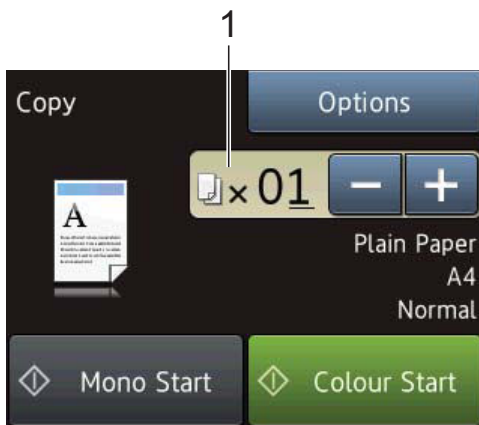 1
Copy
Options
× 01 − +
A
Plain Paper
A4
Normal
Mono Start
Colour Start